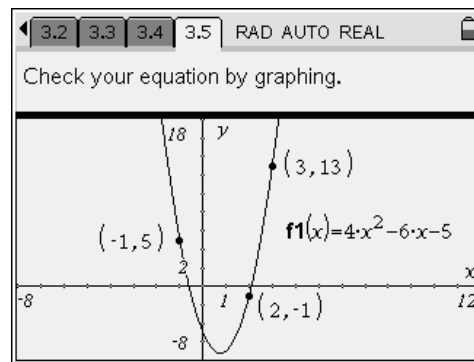 3.2 3.3 3.4 3.5 RAD AUTO REAL
Check your equation by graphing.
18 y
(3,13)
f1(x)=4·x²-6·x-5
(-1,5)
2
x
-8 1 12
(2,-1)
-8